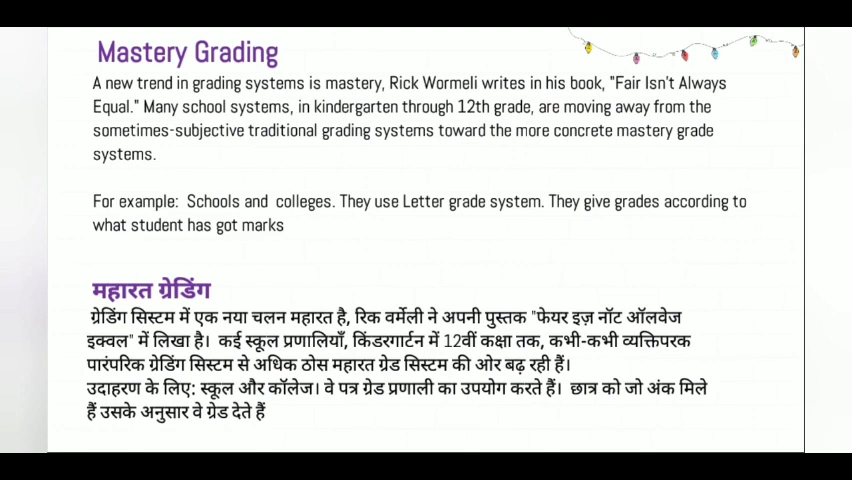 Mastery Grading
A new trend in grading systems is mastery, Rick Wormeli writes in his book, "Fair Isn't Always
Equal." Many school systems, in kindergarten through 12th grade, are moving away from the
sometimes-subjective traditional grading systems toward the more concrete mastery grade
systems.
For example: Schools and colleges. They use Letter grade system. They give grades according to
what student has got marks
महारत ग्रेडिंग
ग्रेडिंग सिस्टम में एक नया चलन महारत है, रिक वर्मेली ने अपनी पुस्तक "फेयर इज़ नॉट ऑलवेज
इक्वल" में लिखा है। कई स्कूल प्रणालियाँ, किंडरगार्टन में 12वीं कक्षा तक, कभी-कभी व्यक्तिपरक
पारंपरिक ग्रेडिंग सिस्टम से अधिक ठोस महारत ग्रेड सिस्टम की ओर बढ़ रही हैं।
उदाहरण के लिए: स्कूल और कॉलेज। वे पत्र ग्रेड प्रणाली का उपयोग करते हैं। छात्र को जो अंक मिले
हैं उसके अनुसार वे ग्रेड देते हैं